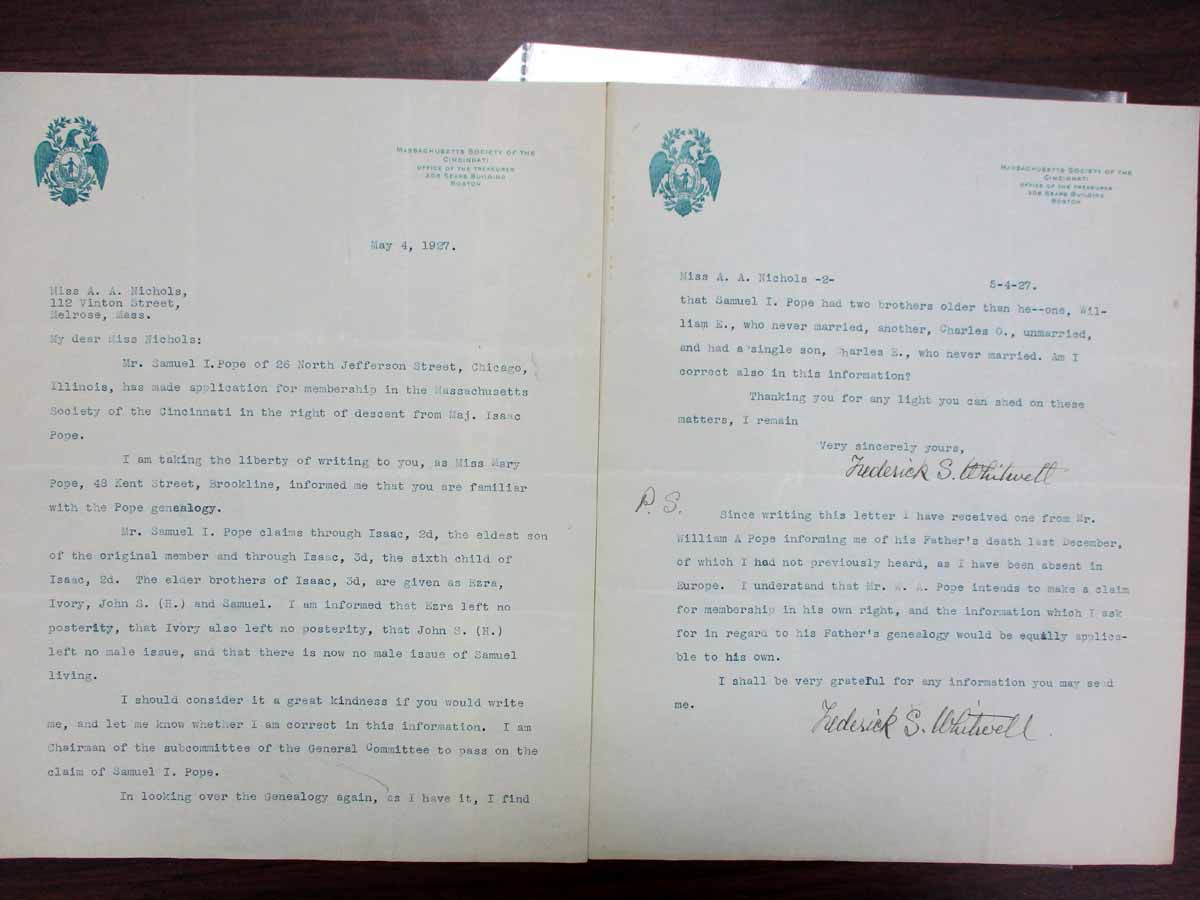 MASSACHUSETTS SOCIETY OF THE
CINCINNATI
OFFICE OF THE TREASURER
208 SEARS BUILDING
BOSTON
May 4, 1927.
Miss A. A. Nichols,
112 Vinton Street,
Melrose, Mass.
My dear Miss Nichols:
Mr. Samuel I. Pope of 26 North Jefferson Street, Chicago,
Illinois, has made application for membership in the Massachusetts
Society of the Cincinnati in the right of descent from Maj. Isaac
Pope.
I am taking the liberty of writing to you, as Miss Mary
Pope, 48 Kent Street, Brookline, informed me that you are familiar
with the Pope genealogy.
Mr. Samuel I. Pope claims through Isaac, 2d, the eldest son
of the original member and through Isaac, 3d, the sixth child of
Isaac, 2d. The elder brothers of Isaac, 3d, are given as Ezra,
Ivory, John S. (H.) and Samuel. I am informed that Ezra left no
posterity, that Ivory also left no posterity, that John S. (H.)
left no male issue, and that there is now no male issue of Samuel
living.
I should consider it a great kindness if you would write
me, and let me know whether I am correct in this information. I am
Chairman of the subcommittee of the General Committee to pass on the
claim of Samuel I. Pope.
In looking over the Genealogy again, as I have it, I find
MASSACHUSETTS SOCIETY OF THE
CINCINNATI
OFFICE OF THE TREASURER
208 SEARS BUILDING
BOSTON
Miss A. A. Nichols -2- 5-4-27.
that Samuel I. Pope had two brothers older than he--one, Wil-
liam E., who never married, another, Charles O., unmarried,
and had a single son, Charles E., who never married. Am I
correct also in this information?
Thanking you for any light you can shed on these
matters, I remain
Very sincerely yours,
Frederick S. Whitwell
P. S.
Since writing this letter I have received one from Mr.
William A Pope informing me of his Father's death last December,
of which I had not previously heard, as I have been absent in
Europe. I understand that Mr. W. A. Pope intends to make a claim
for membership in his own right, and the information which I ask
for in regard to his Father's genealogy would be equally applica-
ble to his own.
I shall be very grateful for any information you may send
me.
Frederick S. Whitwell.